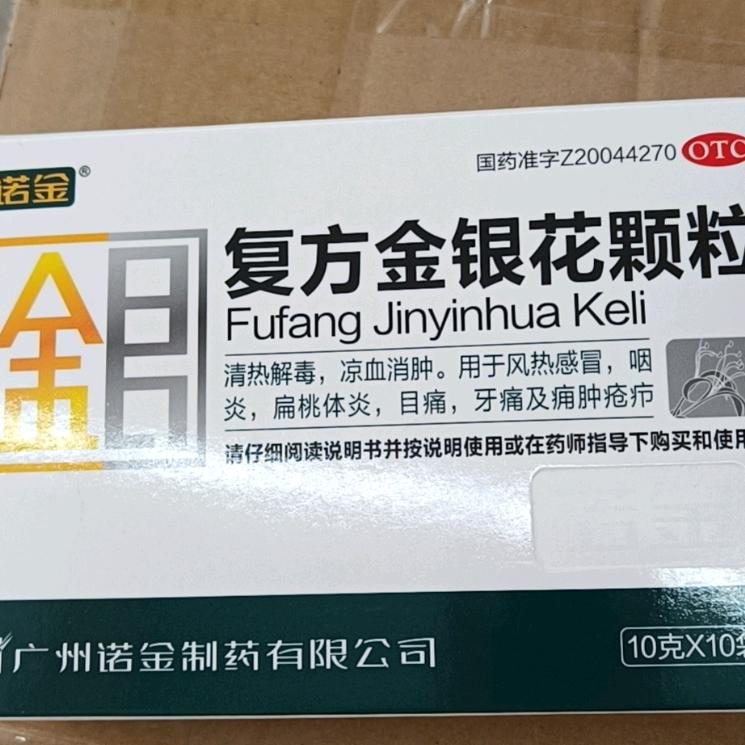 国药准字Z20044270 OTC
诺金®
复方金银花颗粒
Fufang Jinyinhua Keli
清热解毒，凉血消肿。用于风热感冒，咽
炎，扁桃体炎，目痛，牙痛及痈肿疮疖
请仔细阅读说明书并按说明使用或在药师指导下购买和使用
广州诺金制药有限公司
10克X10袋